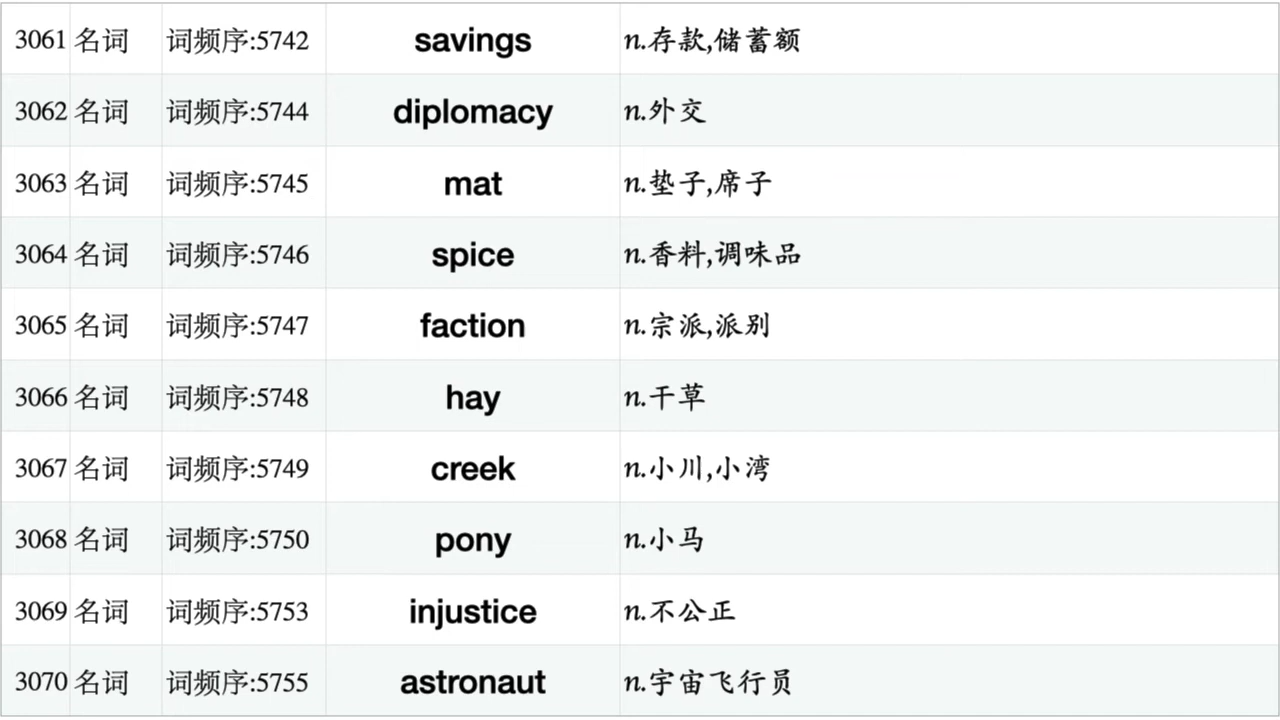 3061 名词 词频序:5742 savings n.存款,储蓄额
3062 名词 词频序:5744 diplomacy n.外交
3063 名词 词频序:5745 mat n.垫子,席子
3064 名词 词频序:5746 spice n.香料,调味品
3065 名词 词频序:5747 faction n.宗派,派别
3066 名词 词频序:5748 hay n.干草
3067 名词 词频序:5749 creek n.小川,小湾
3068 名词 词频序:5750 pony n.小马
3069 名词 词频序:5753 injustice n.不公正
3070 名词 词频序:5755 astronaut n.宇宙飞行员